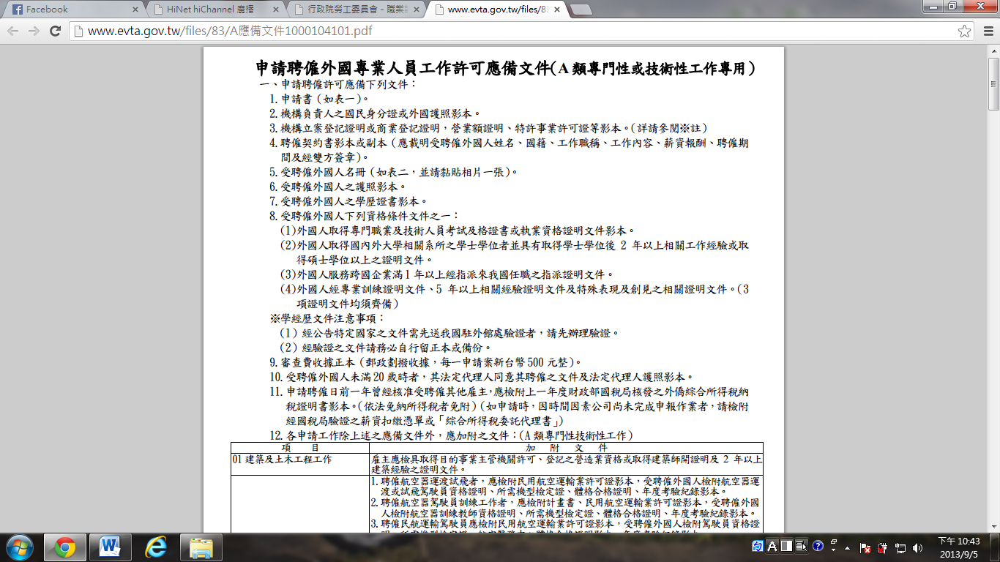 Facebook
HiNet hiChannel 廣播
行政院勞工委員會 - 職業訓
www.evta.gov.tw/files/83
www.evta.gov.tw/files/83/A應備文件1000104101.pdf
申請聘僱外國專業人員工作許可應備文件(A 類專門性或技術性工作專用)
一、申請聘僱許可應備下列文件：
1.申請書（如表一）。
2.機構負責人之國民身分證或外國護照影本。
3.機構立案登記證明或商業登記證明，營業額證明、特許事業許可證等影本。(詳請參閱※註)
4.聘僱契約書影本或副本（應載明受聘僱外國人姓名、國籍、工作職稱、工作內容、薪資報酬、聘僱期
間及經雙方簽章)。
5.受聘僱外國人名冊（如表二，並請黏貼相片一張)。
6.受聘僱外國人之護照影本。
7.受聘僱外國人之學歷證書影本。
8.受聘僱外國人下列資格條件文件之一：
(1)外國人取得專門職業及技術人員考試及格證書或執業資格證明文件影本。
(2)外國人取得國內外大學相關系所之學士學位者並具有取得學士學位後 2 年以上相關工作經驗或取
得碩士學位以上之證明文件。
(3)外國人服務跨國企業滿1年以上經指派來我國任職之指派證明文件。
(4)外國人經專業訓練證明文件、5 年以上相關經驗證明文件及特殊表現及創見之相關證明文件。(3
項證明文件均須齊備)
※學經歷文件注意事項：
(1) 經公告特定國家之文件需先送我國駐外館處驗證者，請先辦理驗證。
(2) 經驗證之文件請務必自行留正本或備份。
9.審查費收據正本（郵政劃撥收據，每一申請案新台幣500元整)。
10.受聘僱外國人未滿20歲時者，其法定代理人同意其聘僱之文件及法定代理人護照影本。
11.申請聘僱日前一年曾經核准受聘僱其他雇主，應檢附上一年度財政部國稅局核發之外僑綜合所得稅納
稅證明書影本。(依法免納所得稅者免附)(如申請時，因時間因素公司尚未完成申報作業者，請檢附
經國稅局驗證之薪資扣繳憑單或「綜合所得稅委託代理書」)
12.各申請工作除上述之應備文件外，應加附之文件：(A類專門性技術性工作)
項 目 加 附 文 件
01建築及土木工程工作 雇主應檢具取得目的事業主管機關許可、登記之營造業資格或取得建築師開證明及 2 年以上
建築經驗之證明文件。
1.聘僱航空器運渡試飛者，應檢附民用航空運輸業許可證影本，受聘僱外國人檢附航空器運
渡或試飛駕駛員資格證明、所需機型檢定證、體格合格證明、年度考驗紀錄影本。
2.聘僱航空器駕駛員訓練工作者，應檢附計畫書、民用航空運輸業許可證影本，受聘僱外國
人檢附航空器訓練教師資格證明、所需機型檢定證、體格合格證明、年度考驗紀錄影本。
3.聘僱民航運輸駕駛員應檢附民用航空運輸業許可證影本，受聘僱外國人檢附駕駛員資格證
下午 10:43
2013/9/5